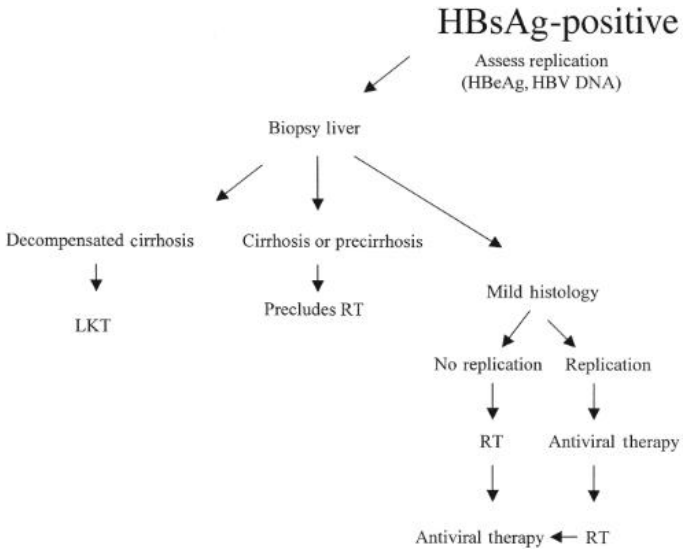 HBsAg-positive
Assess replication
(HBeAg, HBV DNA)
Biopsy liver
Decompensated cirrhosis
Cirrhosis or precirrhosis
LKT
Precludes RT
Mild histology
No replication
Replication
RT
Antiviral therapy
Antiviral therapy
RT